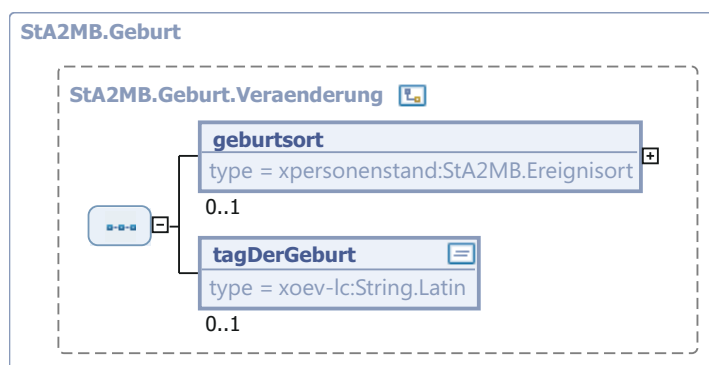 StA2MB.Geburt
StA2MB.Geburt.Veraenderung
geburtsort
type = xpersonenstand:StA2MB.Ereignisort
0..1
tagDerGeburt
type = xoev-lc:String.Latin
0..1